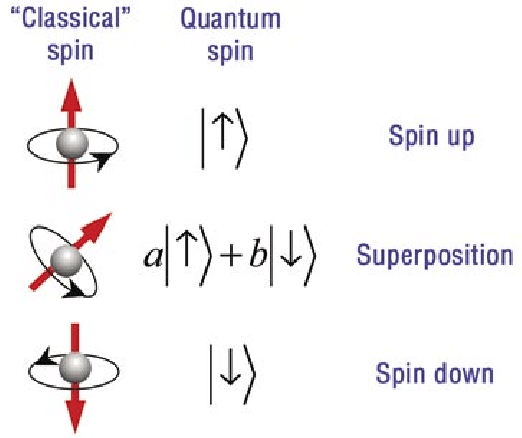 “Classical” Quantum
spin spin
|↑⟩ Spin up
a|↑⟩+b|↓⟩ Superposition
|↓⟩ Spin down